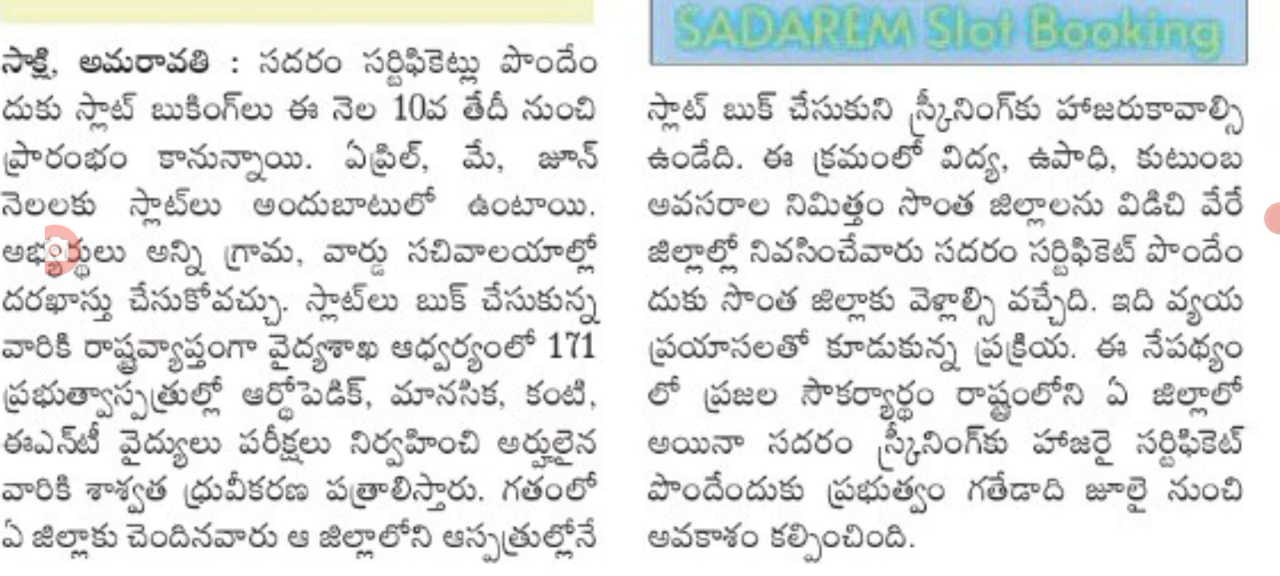 సాక్షి, అమరావతి : సదరం సర్టిఫికెట్లు పొందేం
దుకు స్లాట్ బుకింగ్‌లు ఈ నెల 10వ తేదీ నుంచి
ప్రారంభం కానున్నాయి. ఏప్రిల్, మే, జూన్
నెలలకు స్లాట్‌లు అందుబాటులో ఉంటాయి.
అభ్యర్థులు అన్ని గ్రామ, వార్డు సచివాలయాల్లో
దరఖాస్తు చేసుకోవచ్చు. స్లాట్‌లు బుక్ చేసుకున్న
వారికి రాష్ట్రవ్యాప్తంగా వైద్యశాఖ ఆధ్వర్యంలో 171
ప్రభుత్వాస్పత్రుల్లో ఆర్థోపెడిక్, మానసిక, కంటి,
ఈఎన్‌టీ వైద్యులు పరీక్షలు నిర్వహించి అర్హులైన
వారికి శాశ్వత ధ్రువీకరణ పత్రాలిస్తారు. గతంలో
ఏ జిల్లాకు చెందినవారు ఆ జిల్లాలోని ఆస్పత్రుల్లోనే
SADAREM Slot Booking
స్లాట్ బుక్ చేసుకుని స్క్రీనింగ్‌కు హాజరుకావాల్సి
ఉండేది. ఈ క్రమంలో విద్య, ఉపాధి, కుటుంబ
అవసరాల నిమిత్తం సొంత జిల్లాలను విడిచి వేరే
జిల్లాల్లో నివసించేవారు సదరం సర్టిఫికెట్ పొందేం
దుకు సొంత జిల్లాకు వెళ్లాల్సి వచ్చేది. ఇది వ్యయ
ప్రయాసలతో కూడుకున్న ప్రక్రియ. ఈ నేపథ్యం
లో ప్రజల సౌకర్యార్థం రాష్ట్రంలోని ఏ జిల్లాలో
అయినా సదరం స్క్రీనింగ్‌కు హాజరై సర్టిఫికెట్
పొందేందుకు ప్రభుత్వం గతేడాది జూలై నుంచి
అవకాశం కల్పించింది.